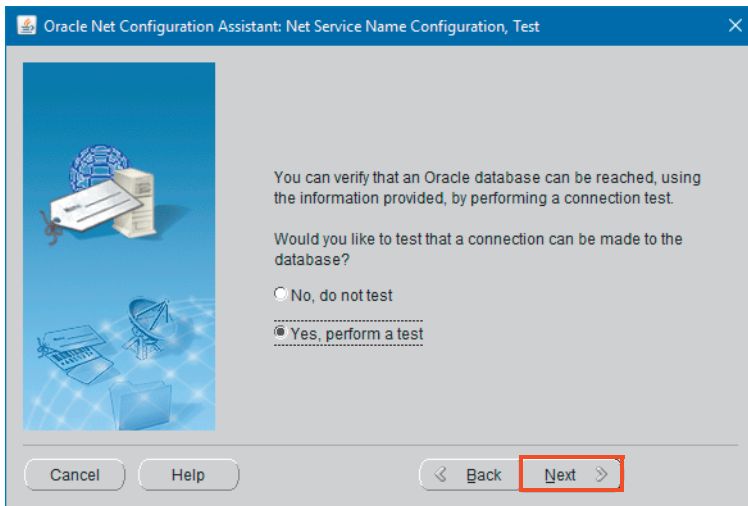 Oracle Net Configuration Assistant: Net Service Name Configuration, Test
You can verify that an Oracle database can be reached, using
the information provided, by performing a connection test.
Would you like to test that a connection can be made to the
database?
No, do not test
Yes, perform a test
Cancel
Help
Back
Next